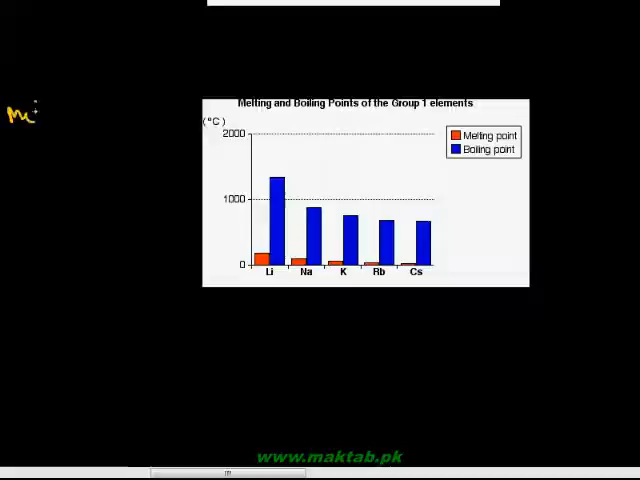 Melting and Boiling Points of the Group 1 elements
(°C)
2000
1000
0
Li Na K Rb Cs
Melting point
Boiling point
www.maktab.pk